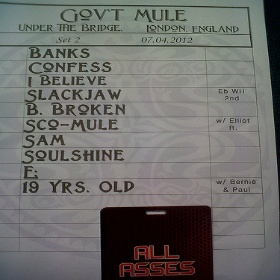 GOV'T MULE
UNDER THE BRIDGE, LONDON, ENGLAND
Set 2 07.04.2012
BANKS
CONFESS
I BELIEVE
SLACKJAW Eb Wil 2nd
B. BROKEN
SCO-MULE w/ Elliot R.
SAM
SOULSHINE
E:
19 YRS. OLD w/ Bernie & Paul
ALL
ASSES